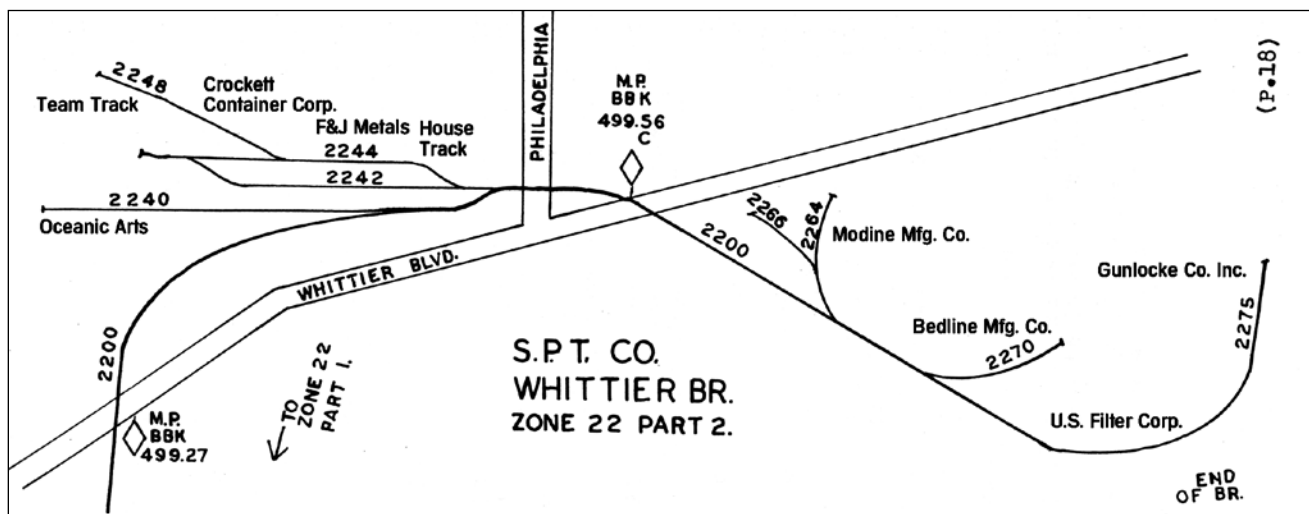 2248
Team Track
Crockett
Container Corp.
F&J Metals
House
Track
2244
2242
2240
Oceanic Arts
PHILADELPHIA
M.P.
BBK
499.56
C
(P.18)
2266
2264
Modine Mfg. Co.
2200
Gunlocke Co. Inc.
2275
WHITTIER BLVD.
Bedline Mfg. Co.
2270
2200
TO
ZONE 22
PART 1.
S.P.T. CO.
WHITTIER BR.
ZONE 22 PART 2.
U.S. Filter Corp.
M.P.
BBK
499.27
END
OF BR.